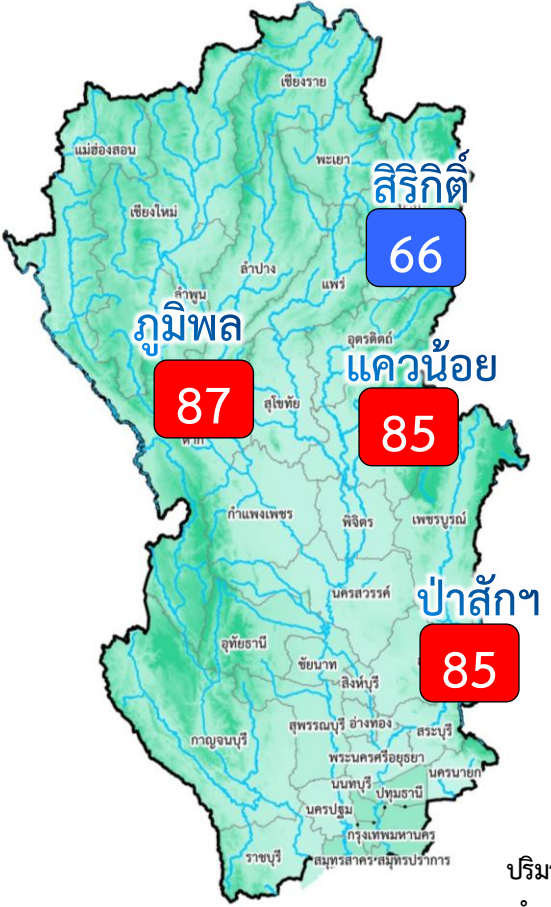 เชียงราย
แม่ฮ่องสอน
พะเยา
สิริกิติ์
66
เชียงใหม่
ลำปาง
แพร่
ลำพูน
ภูมิพล
87
ตาก
อุตรดิตถ์
แควน้อย
85
สุโขทัย
กำแพงเพชร
พิจิตร
เพชรบูรณ์
นครสวรรค์
ป่าสักฯ
85
อุทัยธานี
ชัยนาท
สิงห์บุรี
สุพรรณบุรี อ่างทอง
สระบุรี
กาญจนบุรี
พระนครศรีอยุธยา
นครนายก
นนทบุรี
ปทุมธานี
นครปฐม
กรุงเทพมหานคร
ราชบุรี
สมุทรสาคร สมุทรปราการ